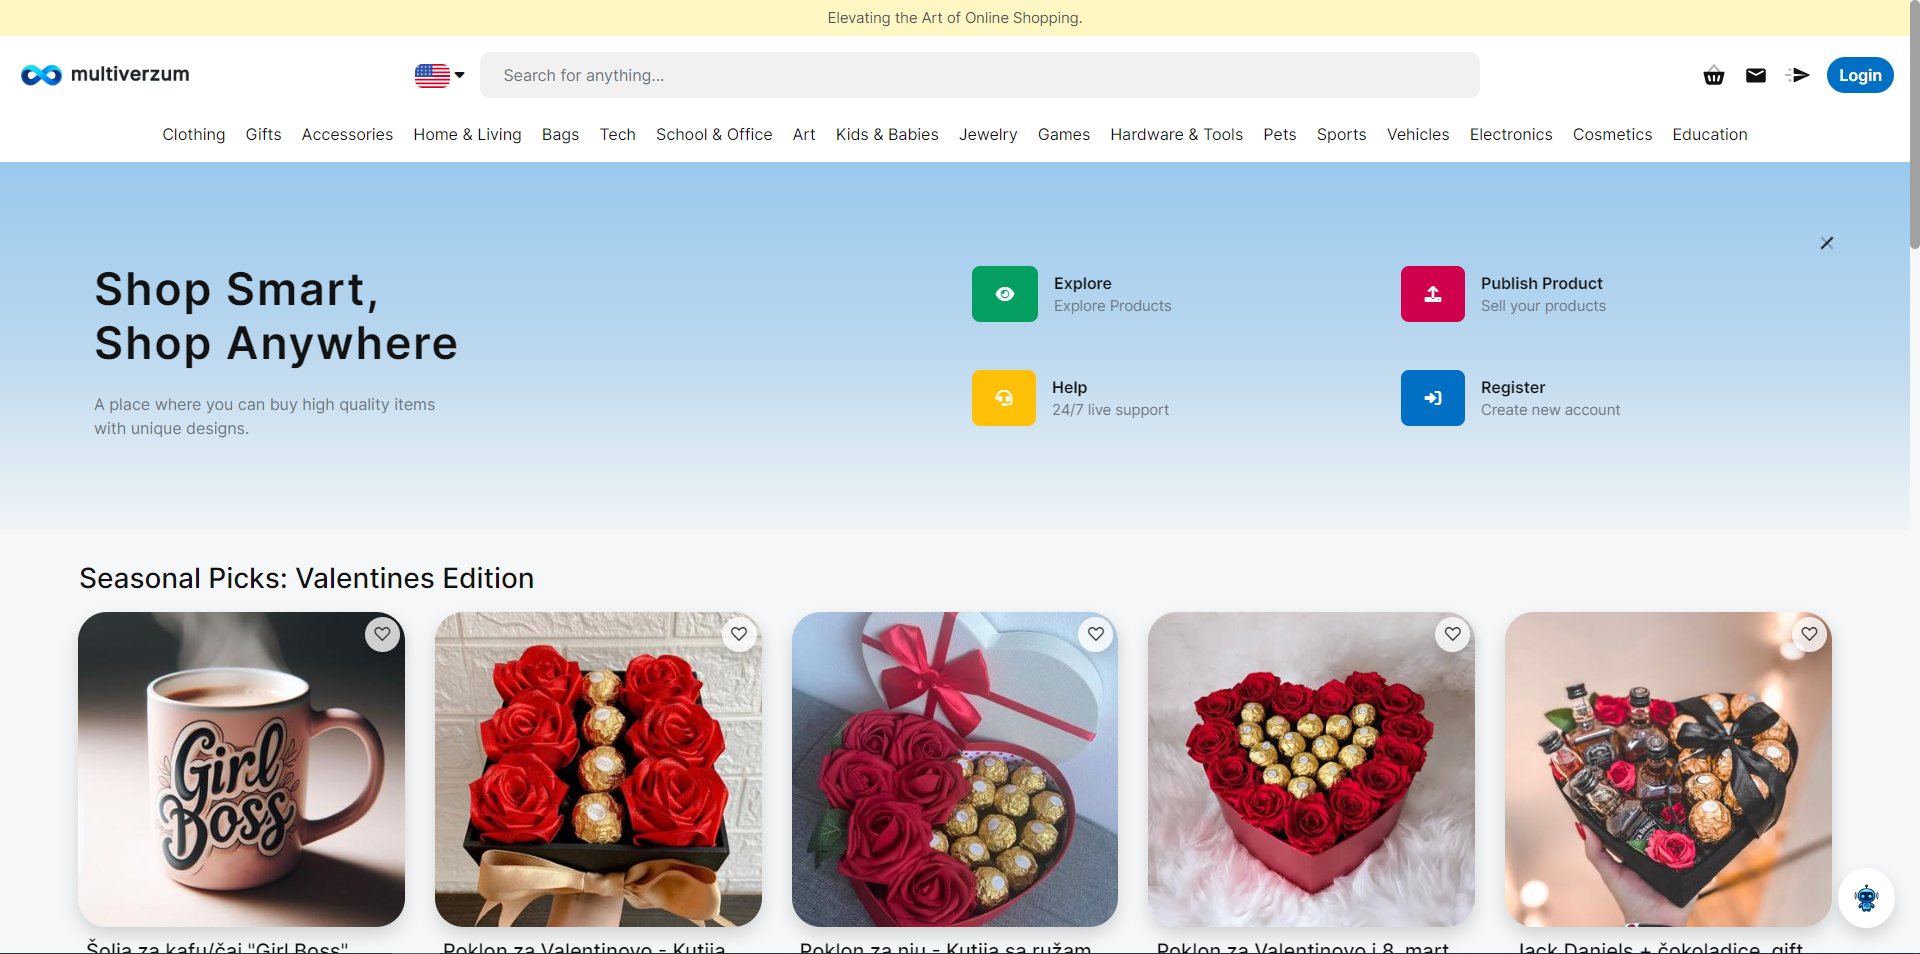 Elevating the Art of Online Shopping.
multiverzum
Search for anything...
Login
Clothing Gifts Accessories Home & Living Bags Tech School & Office Art Kids & Babies Jewelry Games Hardware & Tools Pets Sports Vehicles Electronics Cosmetics Education
Shop Smart,
Shop Anywhere
A place where you can buy high quality items
with unique designs.
Explore
Explore Products
Publish Product
Sell your products
Help
24/7 live support
Register
Create new account
Seasonal Picks: Valentines Edition
Girl
Boss
Šolja za kafu/čaj "Girl Boss"
Poklon za Valentinovo - Kutija
Poklon za nju - Kutija sa ružam
Poklon za Valentinovo i 8. mart
Jack Daniels + čokoladice, gift